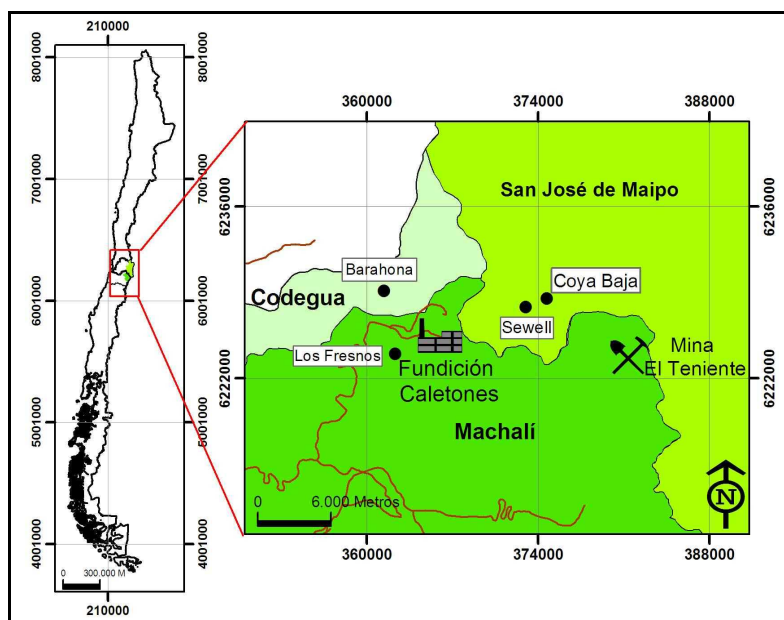 210000
8001000
8001000
7001000
7001000
6001000
6001000
5001000
5001000
4001000
4001000
0 300.000 M
210000
360000
374000
388000
6236000
6236000
San José de Maipo
Barahona
Coya Baja
Codegua
Sewell
Los Fresnos
Mina
El Teniente
Fundición
Caletones
6222000
6222000
Machalí
0 6.000 Metros
N
360000
374000
388000